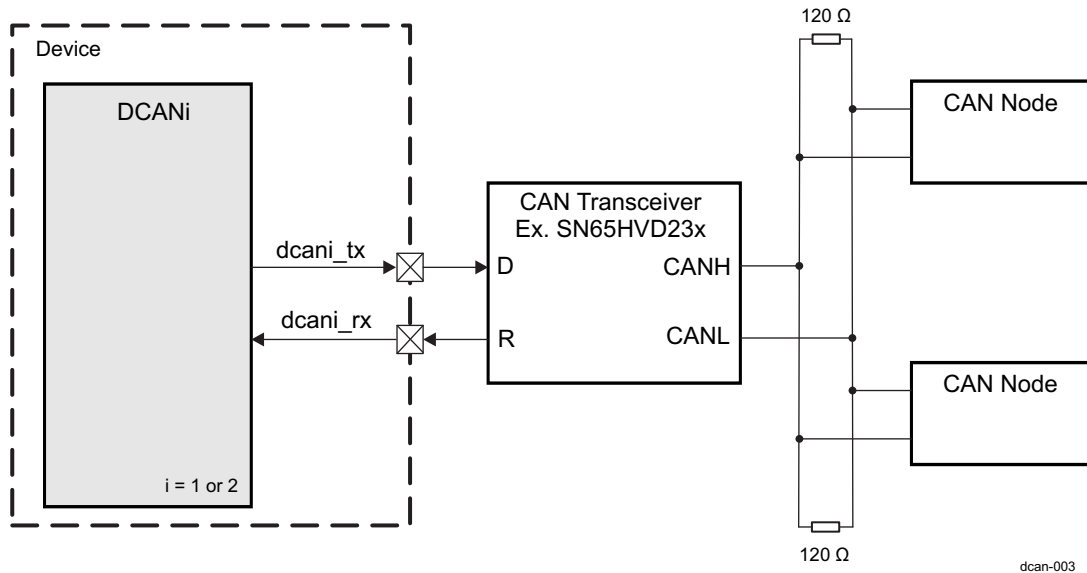 120 Ω
Device
DCANi
CAN Node
CAN Transceiver
Ex. SN65HVD23x
dcani_tx
D
CANH
dcani_rx
R
CANL
CAN Node
i = 1 or 2
120 Ω
dcan-003